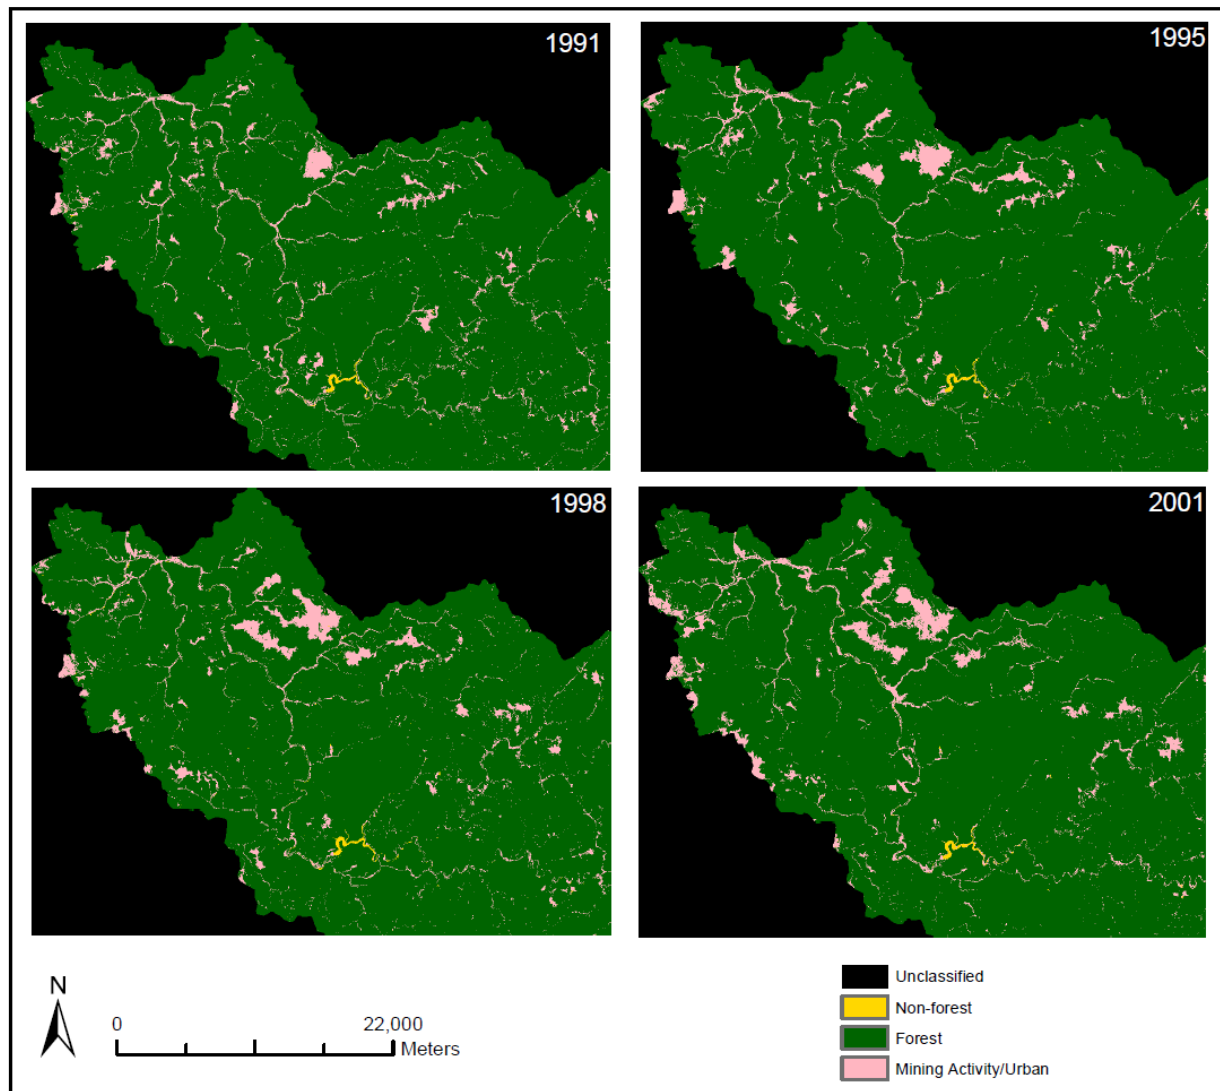 1991
1995
1998
2001
N
0
22,000
Meters
Unclassified
Non-forest
Forest
Mining Activity/Urban